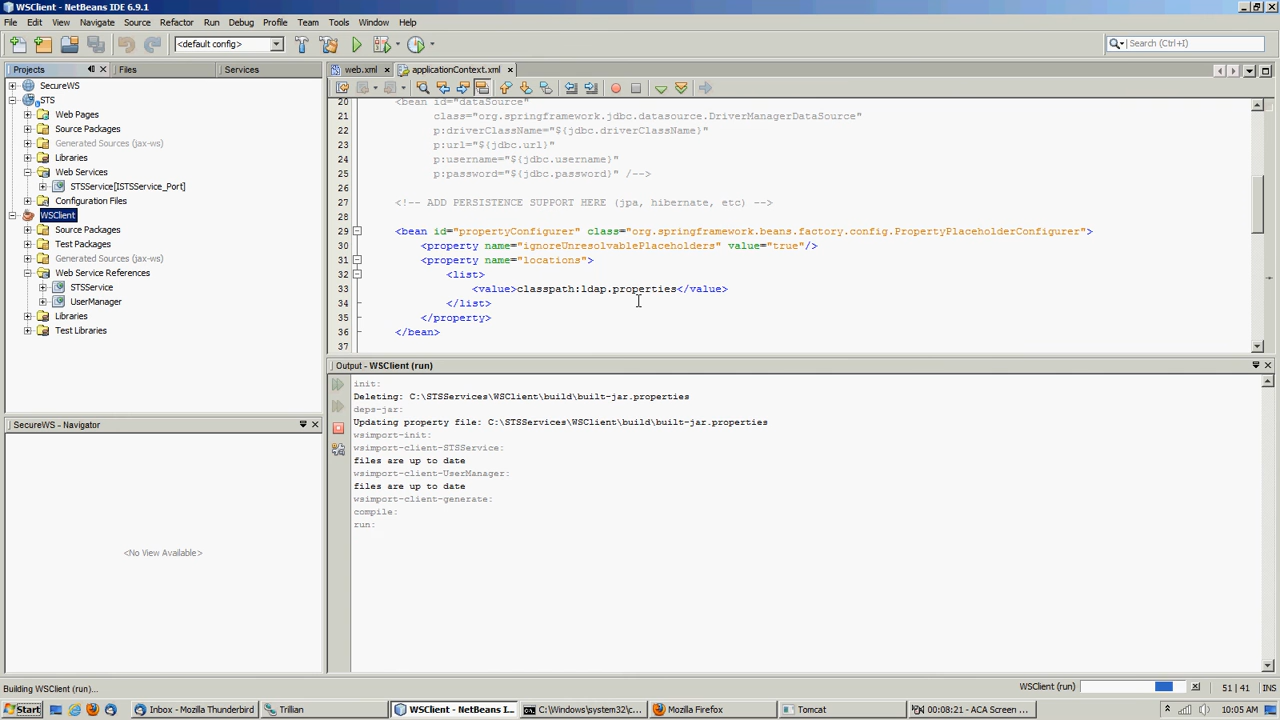 WSClient - NetBeans IDE 6.9.1
File Edit View Navigate Source Refactor Run Debug Profile Team Tools Window Help
<default config>
Search (Ctrl+I)
Projects
Files
Services
SecureWS
STS
Web Pages
Source Packages
Generated Sources (jax-ws)
Libraries
Web Services
STSService[ISTSService_Port]
Configuration Files
WSClient
Source Packages
Test Packages
Generated Sources (jax-ws)
Web Service References
STSService
UserManager
Libraries
Test Libraries
web.xml
applicationContext.xml
20 <bean id="dataSource"
21 class="org.springframework.jdbc.datasource.DriverManagerDataSource"
22 p:driverClassName="${jdbc.driverClassName}"
23 p:url="${jdbc.url}"
24 p:username="${jdbc.username}"
25 p:password="${jdbc.password}" />-->
26
27 <!-- ADD PERSISTENCE SUPPORT HERE (jpa, hibernate, etc) -->
28
29 <bean id="propertyConfigurer" class="org.springframework.beans.factory.config.PropertyPlaceholderConfigurer">
30 <property name="ignoreUnresolvablePlaceholders" value="true"/>
31 <property name="locations">
32 <list>
33 <value>classpath:ldap.properties</value>
34 </list>
35 </property>
36 </bean>
37
Output - WSClient (run)
init:
Deleting: C:\STSServices\WSClient\build\built-jar.properties
deps-jar:
Updating property file: C:\STSServices\WSClient\build\built-jar.properties
wsimport-init:
wsimport-client-STSService:
files are up to date
wsimport-client-UserManager:
files are up to date
wsimport-client-generate:
compile:
run:
SecureWS - Navigator
<No View Available>
Building WSClient (run)...
WSClient (run)
51 | 41 INS
Start
Inbox - Mozilla Thunderbird
Trillian
WSClient - NetBeans I...
C:\Windows\system32\c...
Mozilla Firefox
Tomcat
00:08:21 - ACA Screen ...
10:05 AM